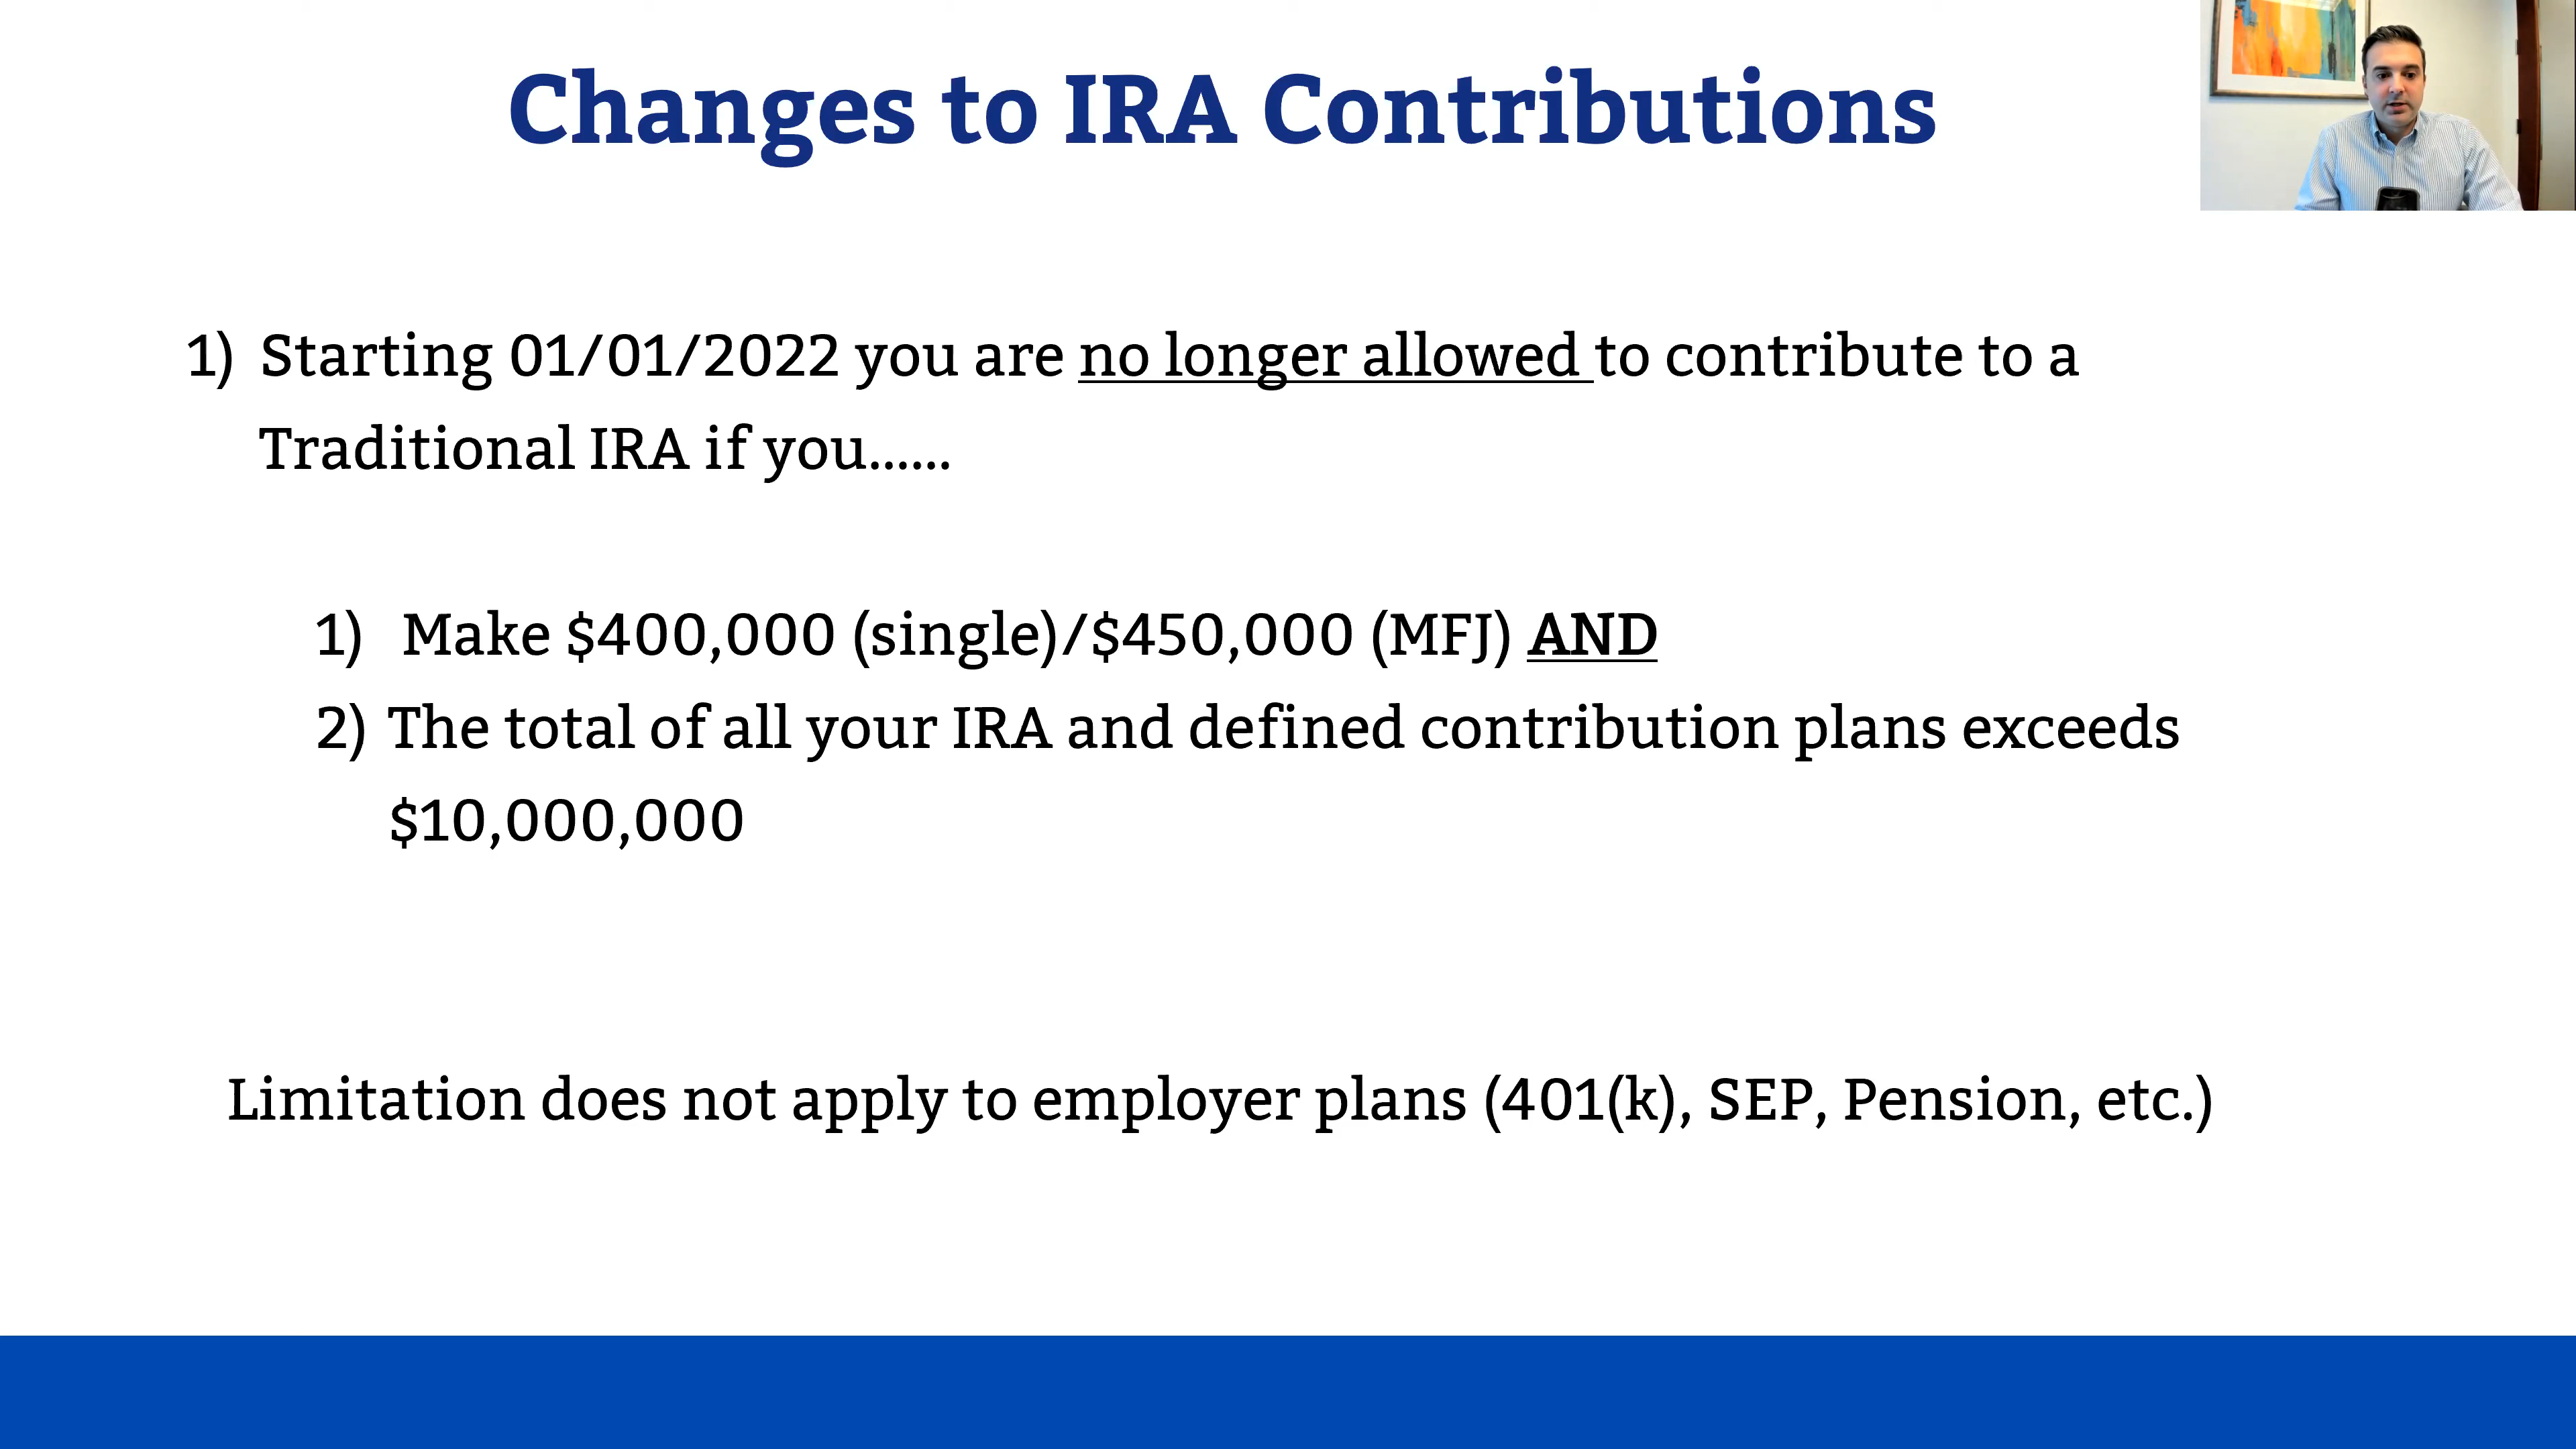 Changes to IRA Contributions
1) Starting 01/01/2022 you are no longer allowed to contribute to a
Traditional IRA if you......
1) Make $400,000 (single)/$450,000 (MFJ) AND
2) The total of all your IRA and defined contribution plans exceeds
$10,000,000
Limitation does not apply to employer plans (401(k), SEP, Pension, etc.)